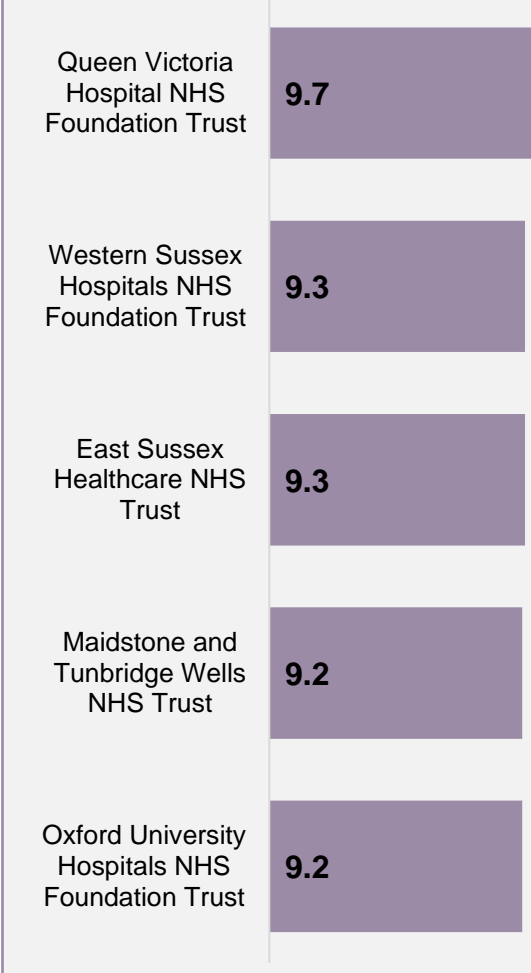 Queen Victoria
Hospital NHS
Foundation Trust
9.7
Western Sussex
Hospitals NHS
Foundation Trust
9.3
East Sussex
Healthcare NHS
Trust
9.3
Maidstone and
Tunbridge Wells
NHS Trust
9.2
Oxford University
Hospitals NHS
Foundation Trust
9.2